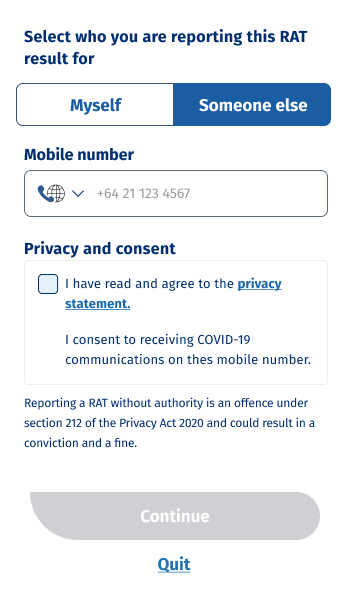 Select who you are reporting this RAT
result for
Myself
Someone else
Mobile number
+64 21 123 4567
Privacy and consent
I have read and agree to the privacy
statement.
I consent to receiving COVID-19
communications on thes mobile number.
Reporting a RAT without authority is an offence under
section 212 of the Privacy Act 2020 and could result in a
conviction and a fine.
Continue
Quit